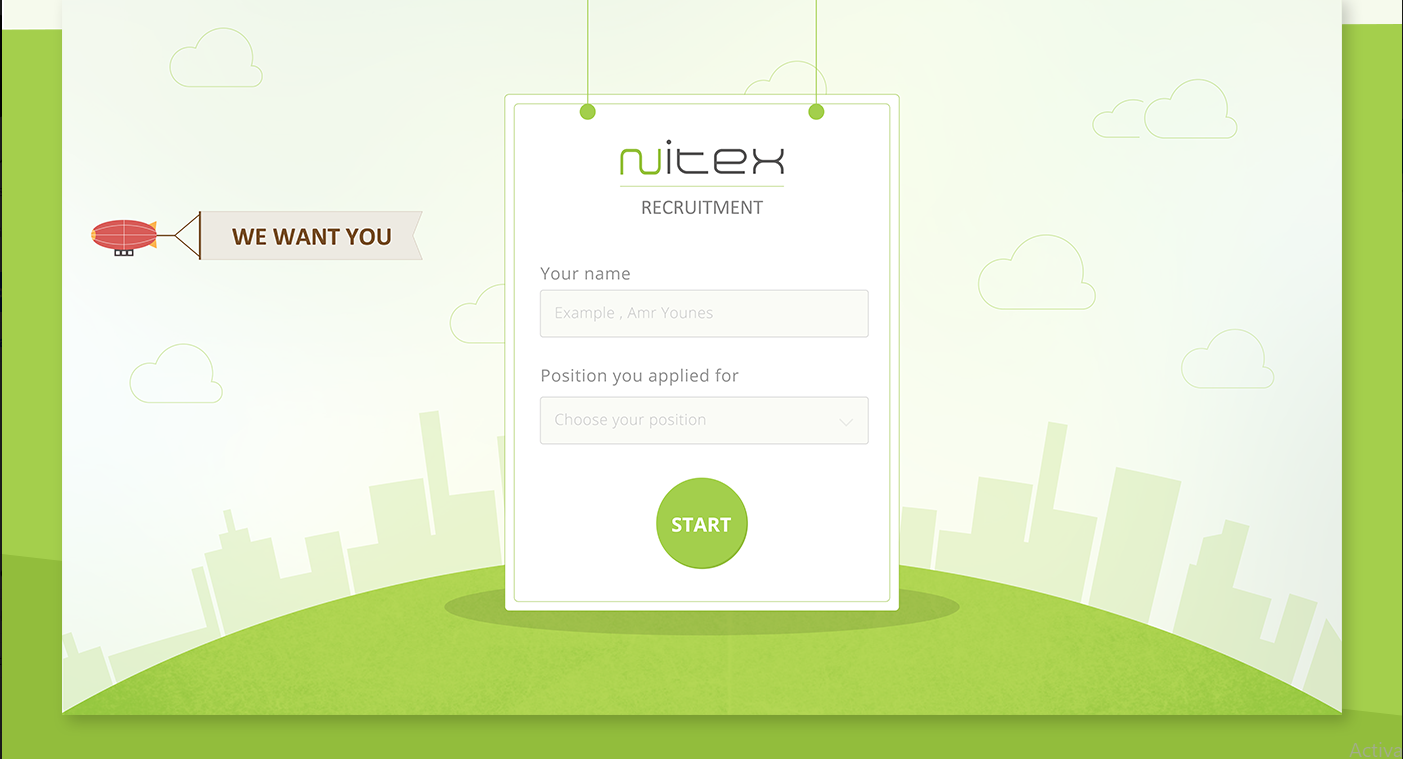 nitex
RECRUITMENT
WE WANT YOU
Your name
Example , Amr Younes
Position you applied for
Choose your position
START
Activa